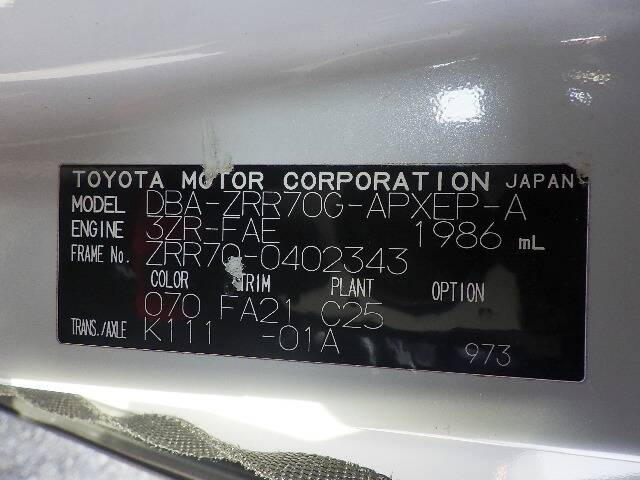 TOYOTA MOTOR CORPORATION JAPAN
MODEL DBA-ZRR70G-APXEP-A
ENGINE 3ZR-FAE 1986 mL
FRAME No. ZRR70-0402343
COLOR TRIM PLANT OPTION
070 FA21 C25
TRANS./AXLE K111 -01A
973